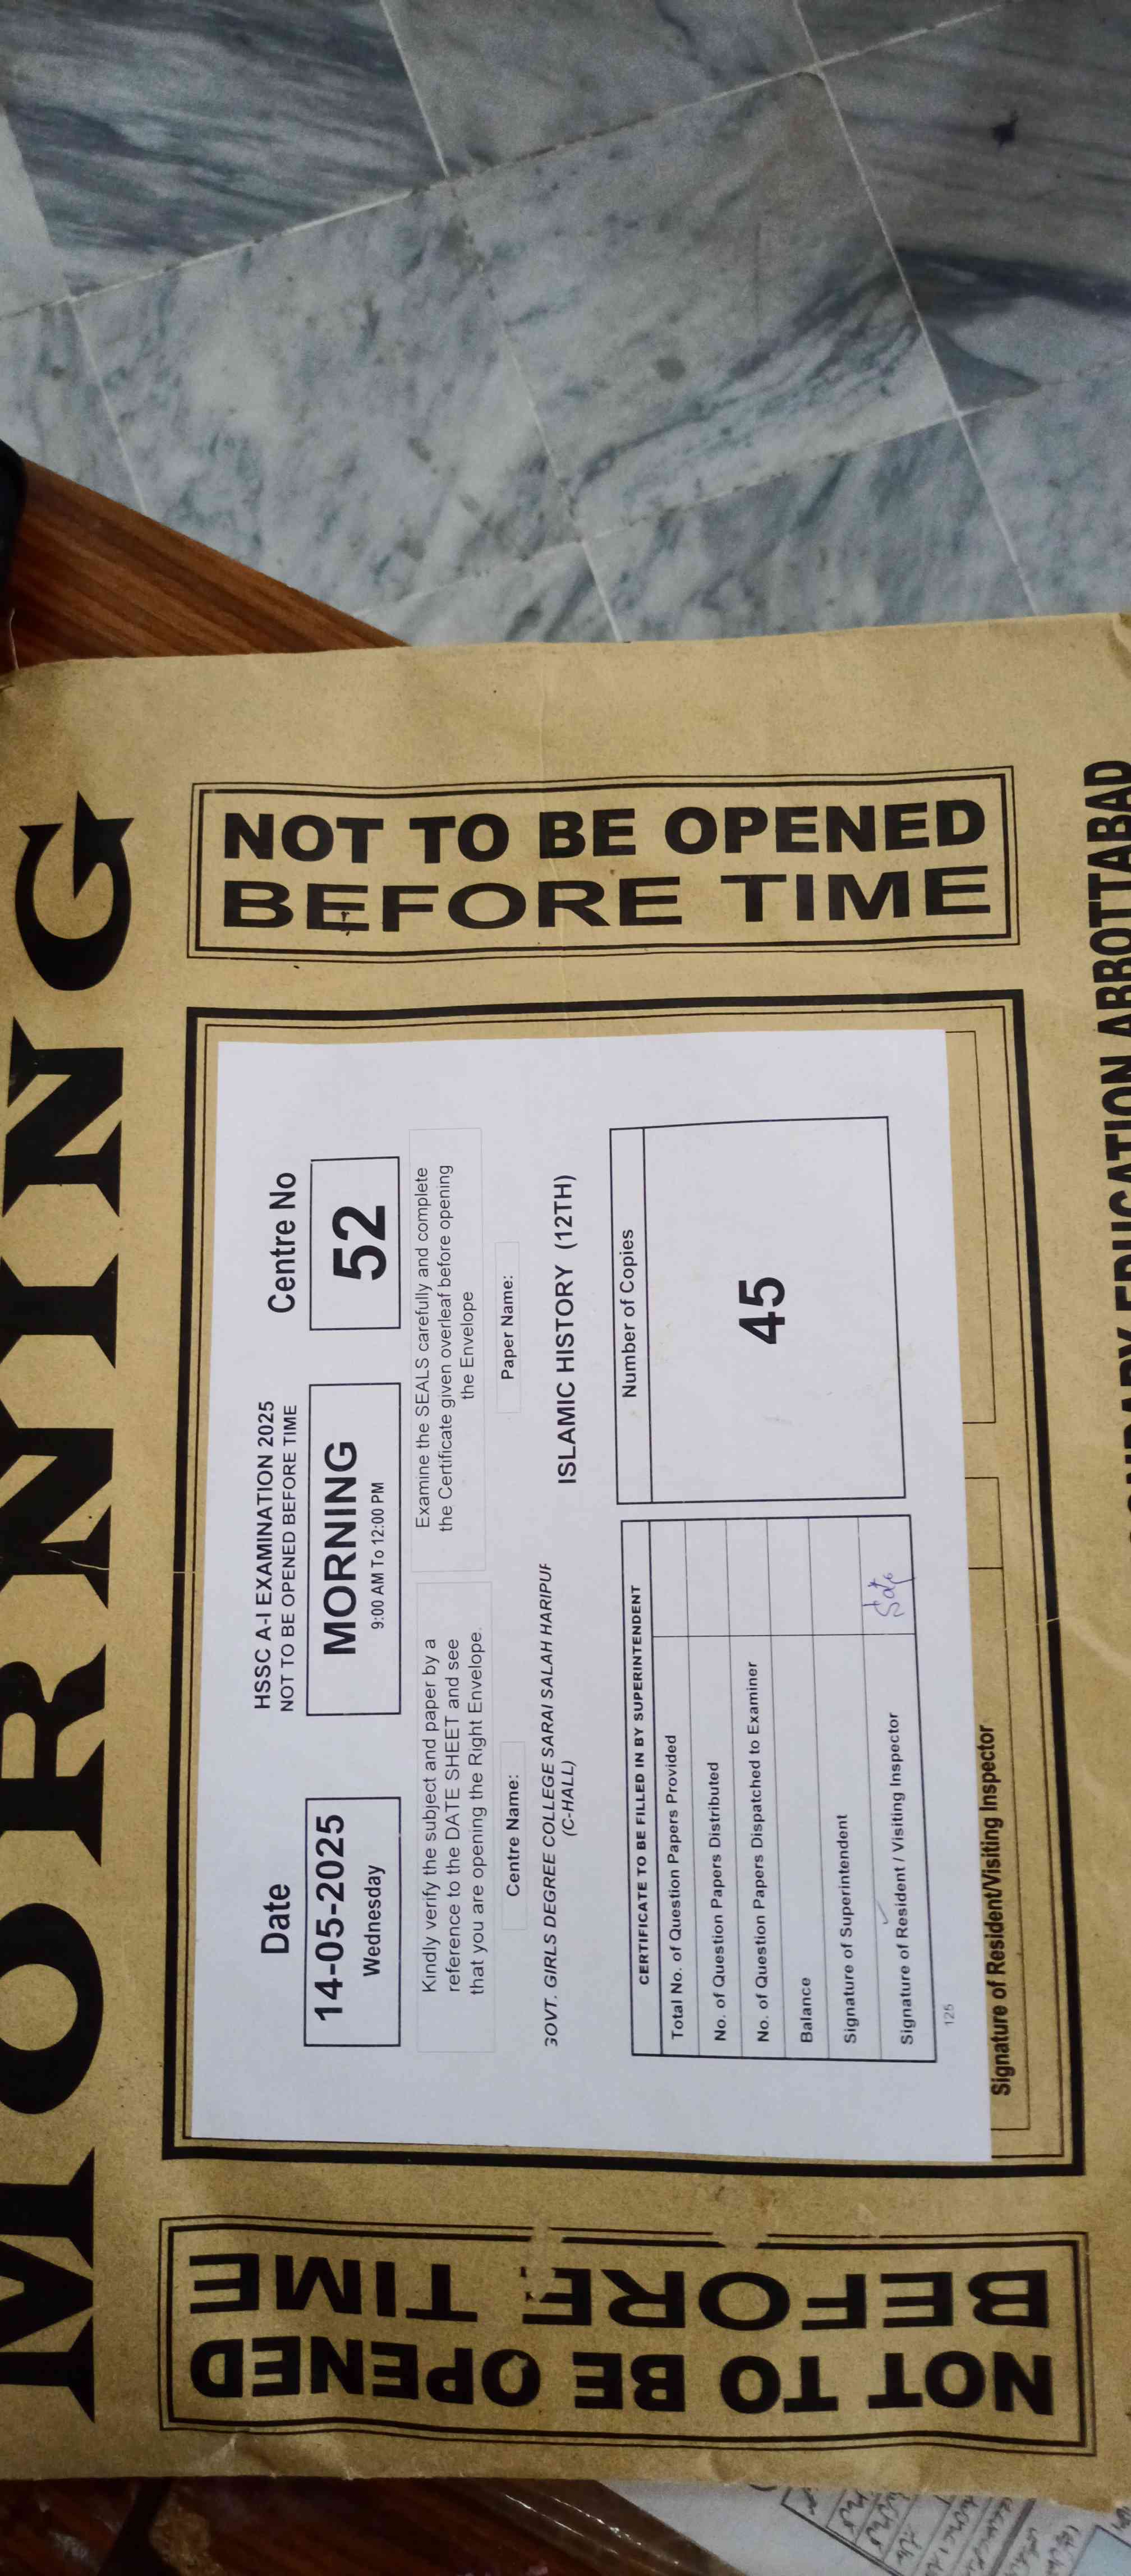 MORNING
NOT TO BE OPENED
BEFORE TIME
Date
14-05-2025
Wednesday
HSSC A-I EXAMINATION 2025
NOT TO BE OPENED BEFORE TIME
MORNING
9:00 AM To 12:00 PM
Centre No
52
Kindly verify the subject and paper by a
reference to the DATE SHEET and see
that you are opening the Right Envelope.
Examine the SEALS carefully and complete
the Certificate given overleaf before opening
the Envelope
Centre Name:
GOVT. GIRLS DEGREE COLLEGE SARAI SALAH HARIPUR
(C-HALL)
Paper Name:
ISLAMIC HISTORY (12TH)
CERTIFICATE TO BE FILLED IN BY SUPERINTENDENT
Total No. of Question Papers Provided
No. of Question Papers Distributed
No. of Question Papers Dispatched to Examiner
Balance
Signature of Superintendent
Signature of Resident / Visiting Inspector
Number of Copies
45
125
Signature of Resident/Visiting Inspector
NOT TO BE OPENED
BEFORE TIME
EDUCATION ABBOTTABAD